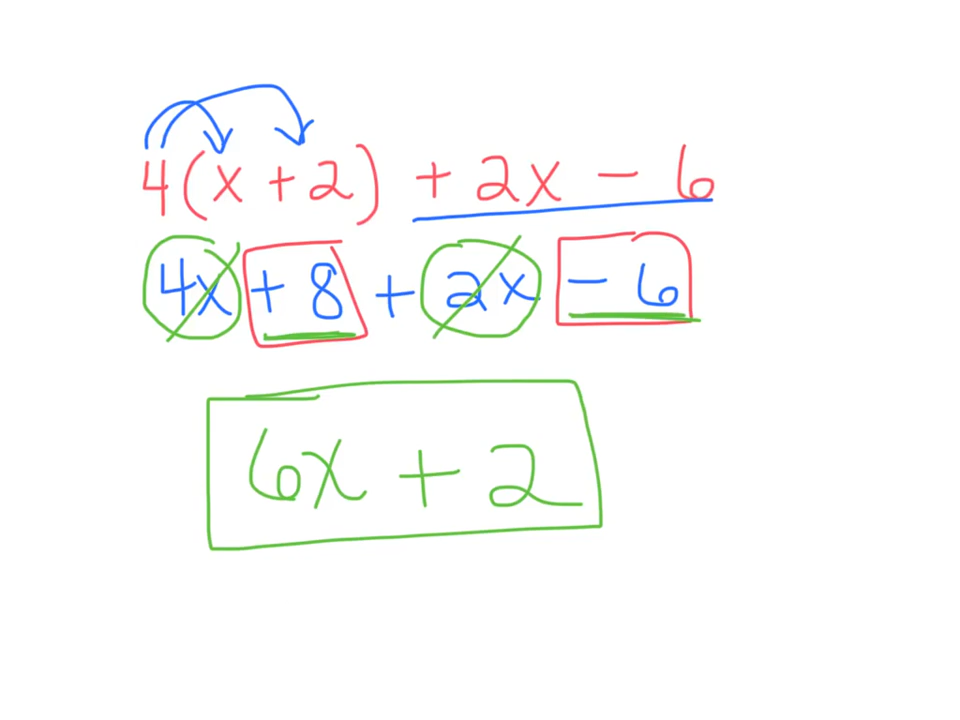 4(x + 2) + 2x - 6
4x + 8 + 2x - 6
6x + 2